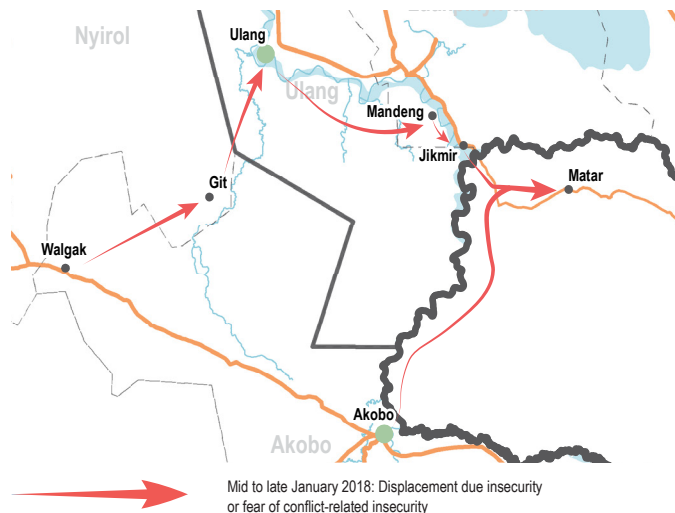 Nyirol
Ulang
Ulang
Mandeng
Jikmir
Matar
Git
Walgak
Akobo
Akobo
Mid to late January 2018: Displacement due insecurity
or fear of conflict-related insecurity